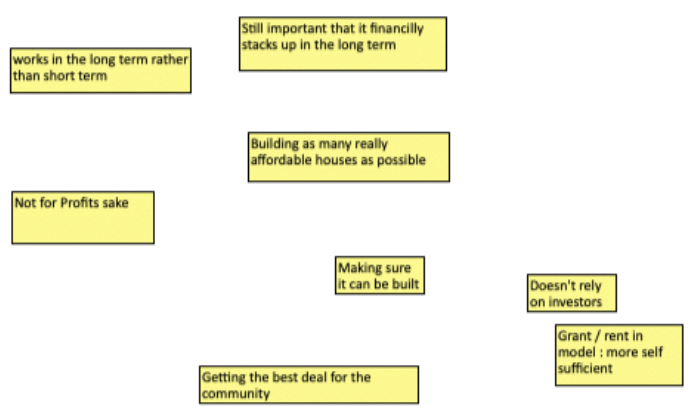 Still important that it financilly
stacks up in the long term
works in the long term rather
than short term
Building as many really
affordable houses as possible
Not for Profits sake
Making sure
it can be built
Doesn't rely
on investors
Grant / rent in
model : more self
sufficient
Getting the best deal for the
community